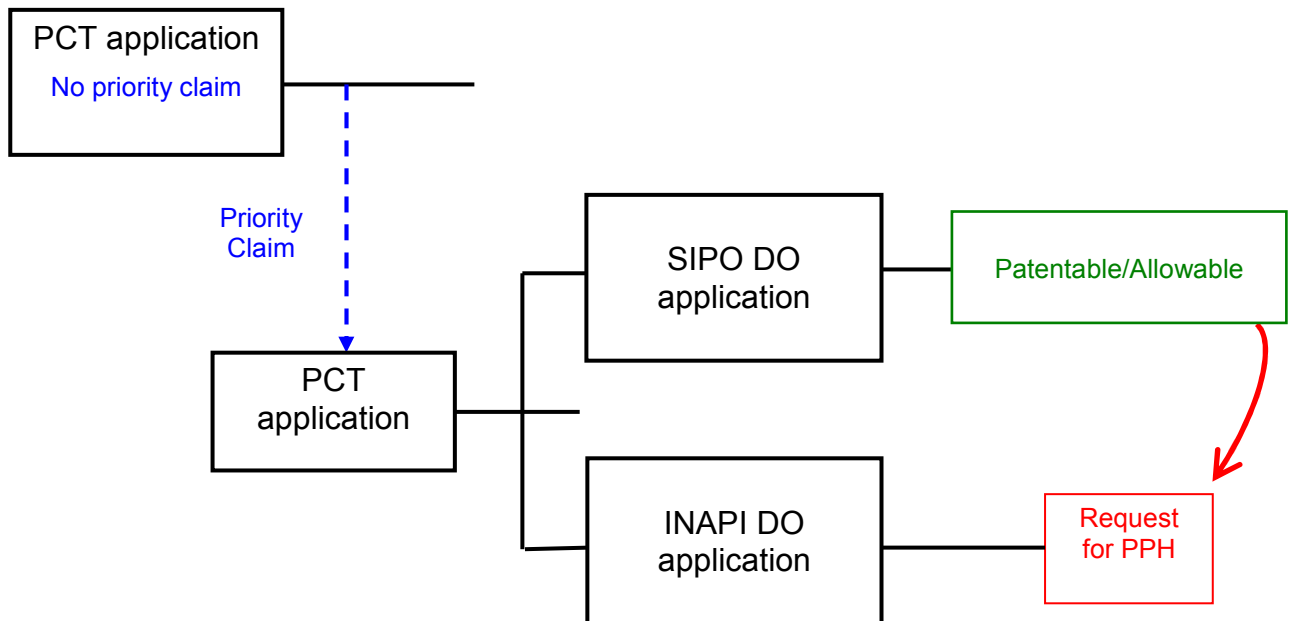 PCT application
No priority claim
Priority
Claim
SIPO DO
application
Patentable/Allowable
PCT
application
INAPI DO
application
Request
for PPH